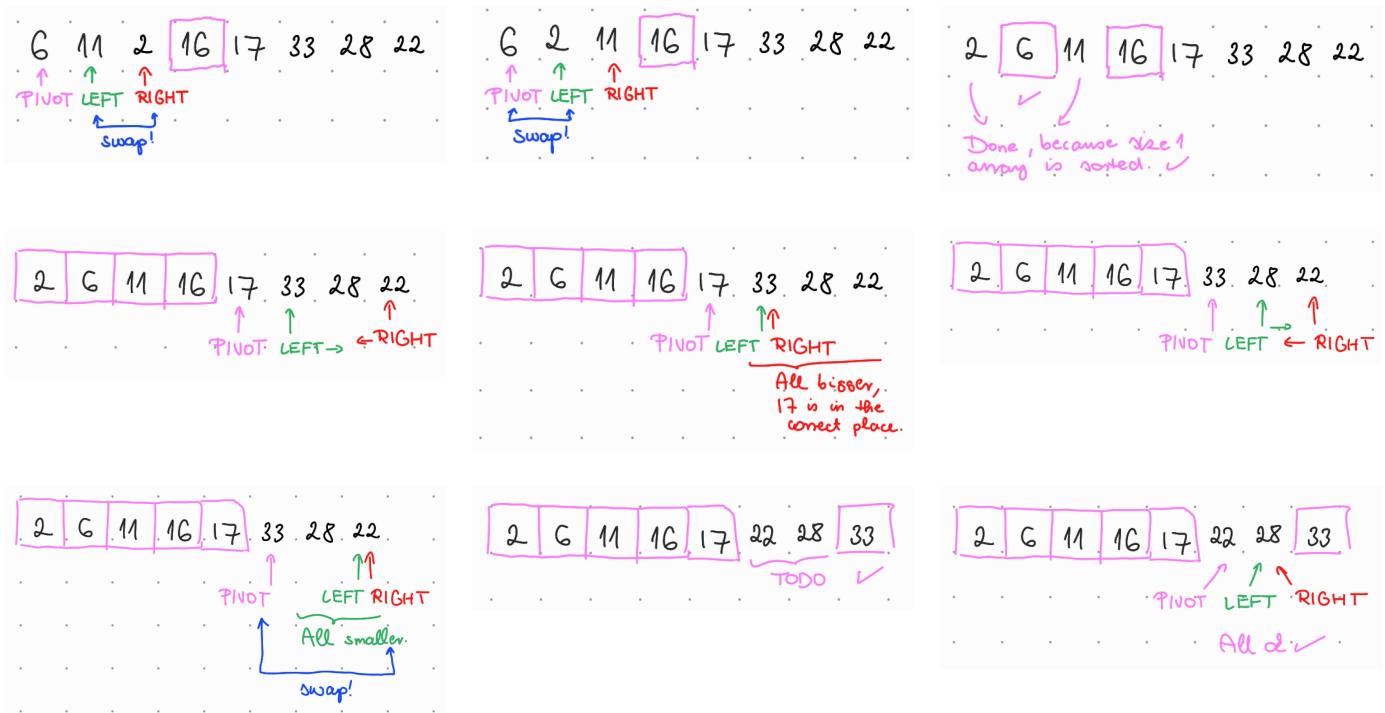 6 11 2 16 17 33 28 22
PIVOT LEFT RIGHT
swap!
6 2 11 16 17 33 28 22
PIVOT LEFT RIGHT
swap!
2 6 11 16 17 33 28 22
Done, because size 1
array is sorted.
2 6 11 16 17 33 28 22
PIVOT LEFT RIGHT
2 6 11 16 17 33 28 22
PIVOT LEFT RIGHT
All bigger,
17 is in the
correct place.
2 6 11 16 17 33 28 22
PIVOT LEFT RIGHT
2 6 11 16 17 33 28 22
PIVOT LEFT RIGHT
All smaller.
swap!
2 6 11 16 17 22 28 33
TODO
2 6 11 16 17 22 28 33
PIVOT LEFT RIGHT
All